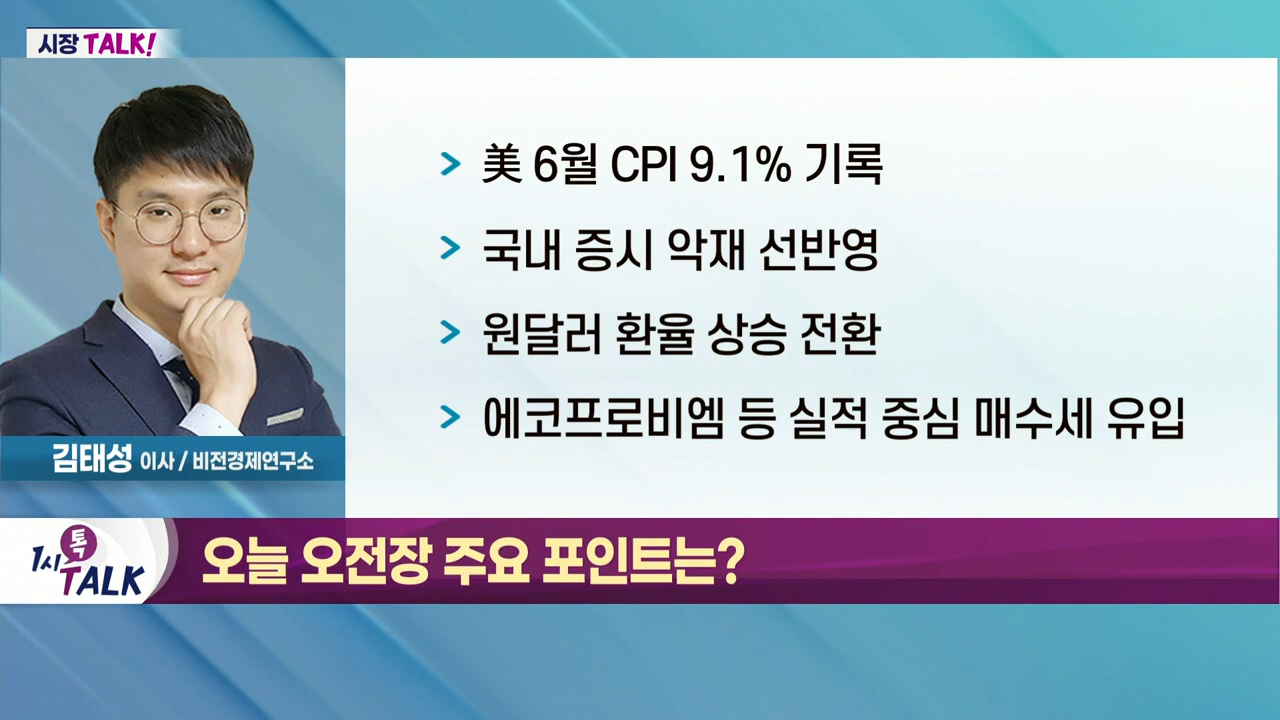 시장 TALK!
> 美 6월 CPI 9.1% 기록
> 국내 증시 악재 선반영
> 원달러 환율 상승 전환
> 에코프로비엠 등 실적 중심 매수세 유입
김태성 이사 / 비전경제연구소
1시 톡 TALK
오늘 오전장 주요 포인트는?